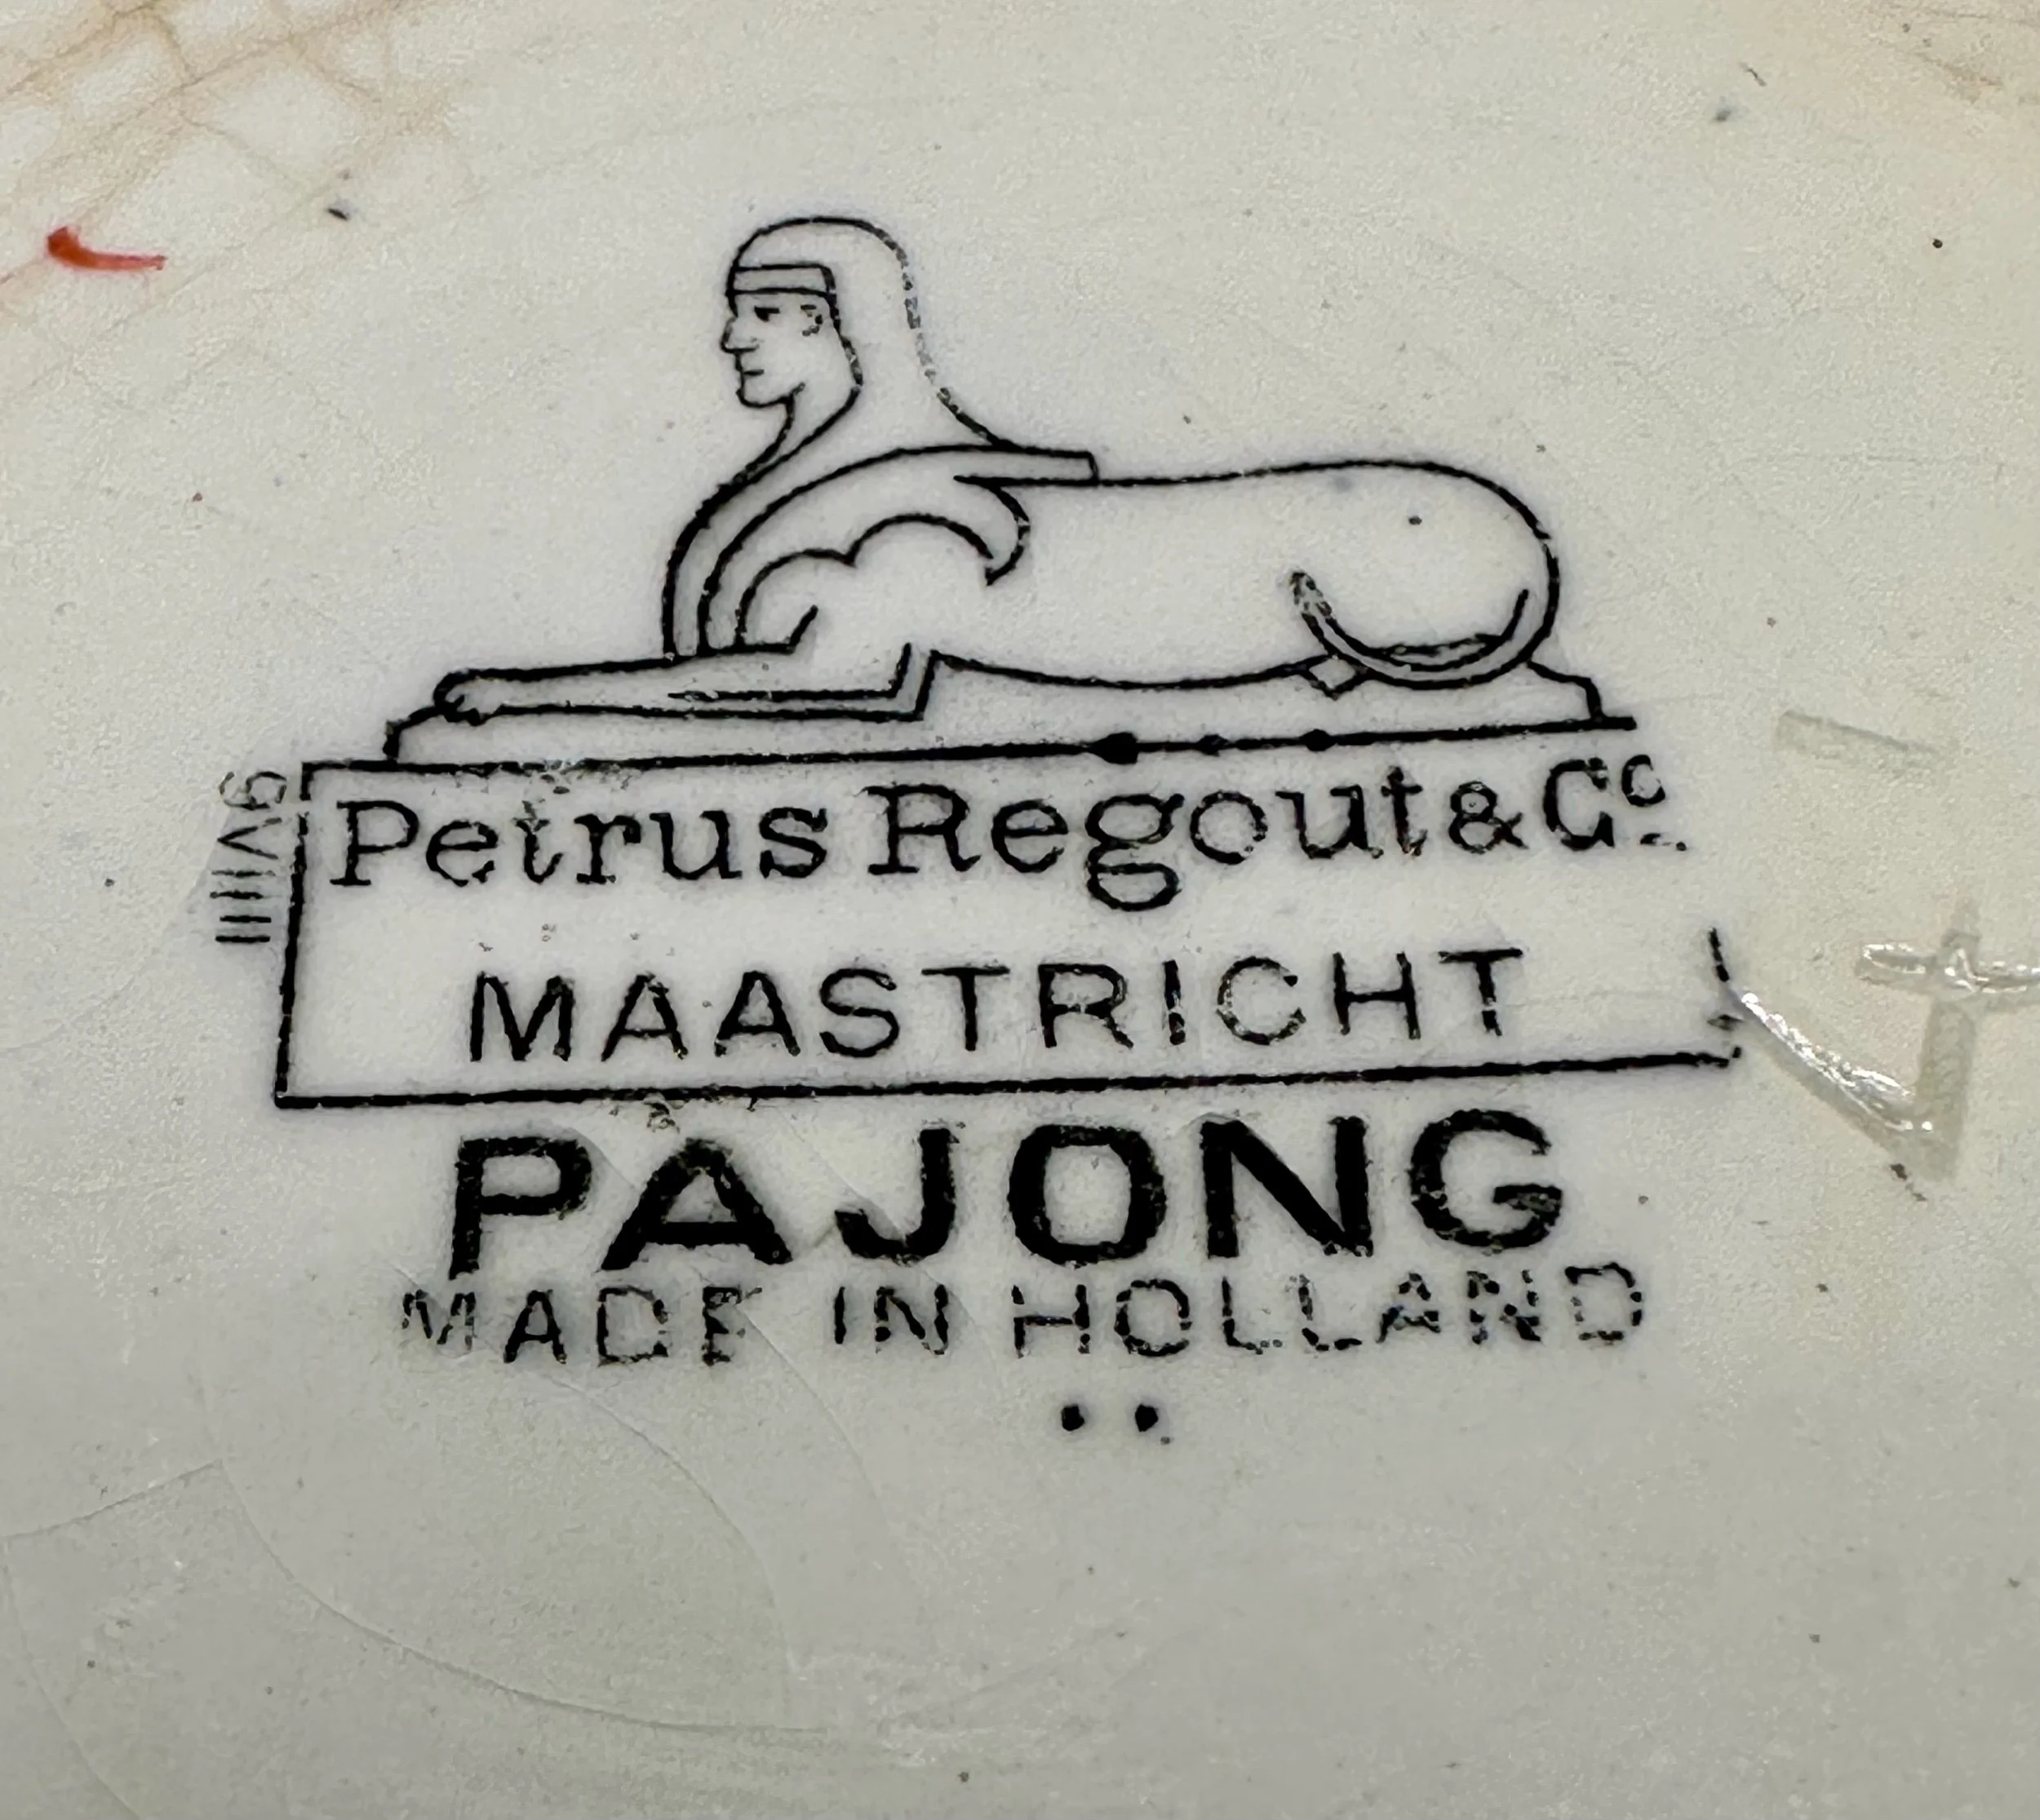 Petrus Regout & Co.
MAASTRICHT
PAJONG
MADE IN HOLLAND